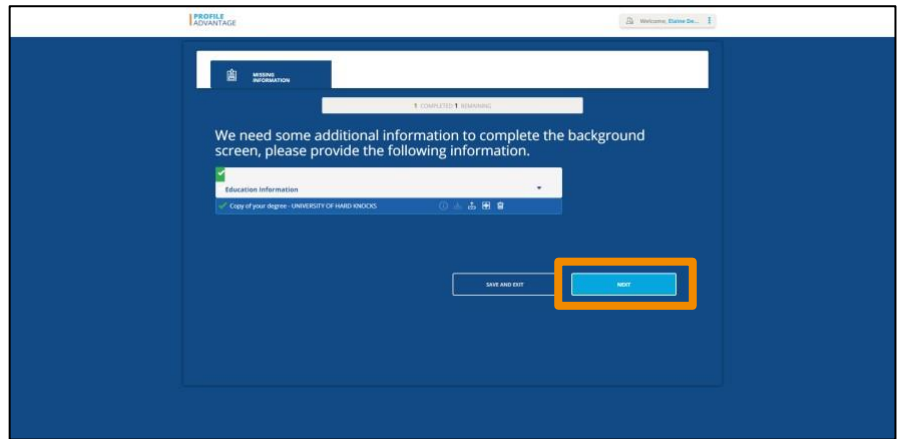 PROFILE
ADVANTAGE
Welcome, Elaine De...
MISSING
INFORMATION
1 COMPLETED 1 REMAINING
We need some additional information to complete the background
screen, please provide the following information.
Education Information
Copy of your degree - UNIVERSITY OF HARD KNOCKS
SAVE AND EXIT
NEXT